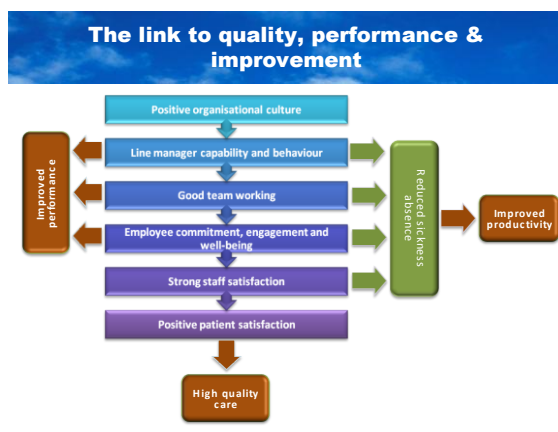 The link to quality, performance &
improvement
Positive organisational culture
Line manager capability and behaviour
Good team working
Employee commitment, engagement and
well-being
Strong staff satisfaction
Positive patient satisfaction
Improved
performance
Reduced sickness
absence
Improved
productivity
High quality
care